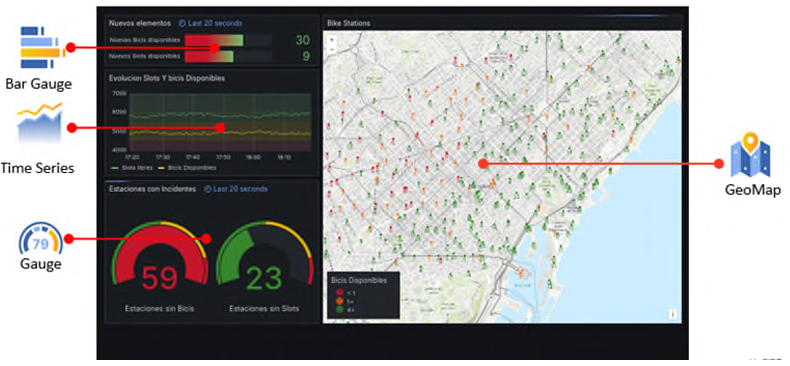 Nuevos elementos Last 20 seconds
Nuevas Bicis disponibles 30
Nuevos Slots disponibles 9
Evolucion Slots Y bicis Disponibles
7000
6000
5000
4000
17:20 17:30 17:40 17:50 18:00 18:10
Slots libres Bicis Disponibles
Estaciones con Incidentes Last 20 seconds
59
23
Estaciones sin Bicis
Estaciones sin Slots
Bike Stations
+
-
Bicis Disponibles
< 1
1+
4+
i
Bar Gauge
Time Series
79
Gauge
GeoMap